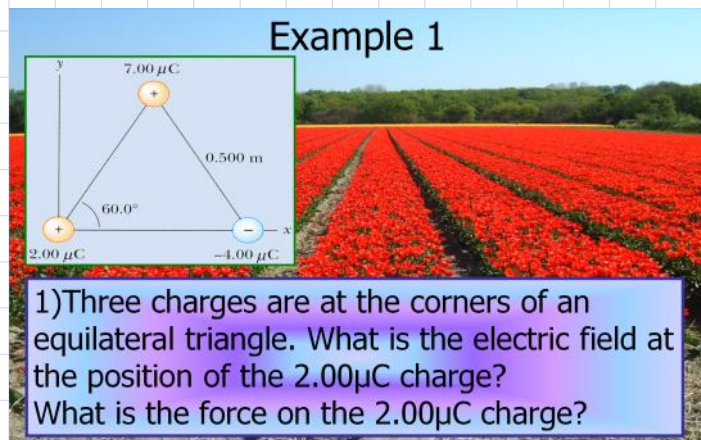 Example 1
y
7.00 μC
+
0.500 m
60.0°
+
−
x
2.00 μC
−4.00 μC
1)Three charges are at the corners of an
equilateral triangle. What is the electric field at
the position of the 2.00μC charge?
What is the force on the 2.00μC charge?